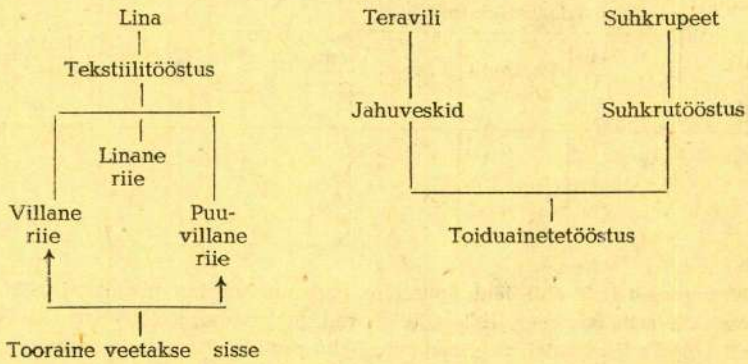 Lina
Tekstiilitööstus
Linane
riie
Villane
riie
Puu-
villane
riie
Tooraine veetakse sisse
Teravili
Suhkrupeet
Jahuveskid
Suhkrutööstus
Toiduainetetööstus